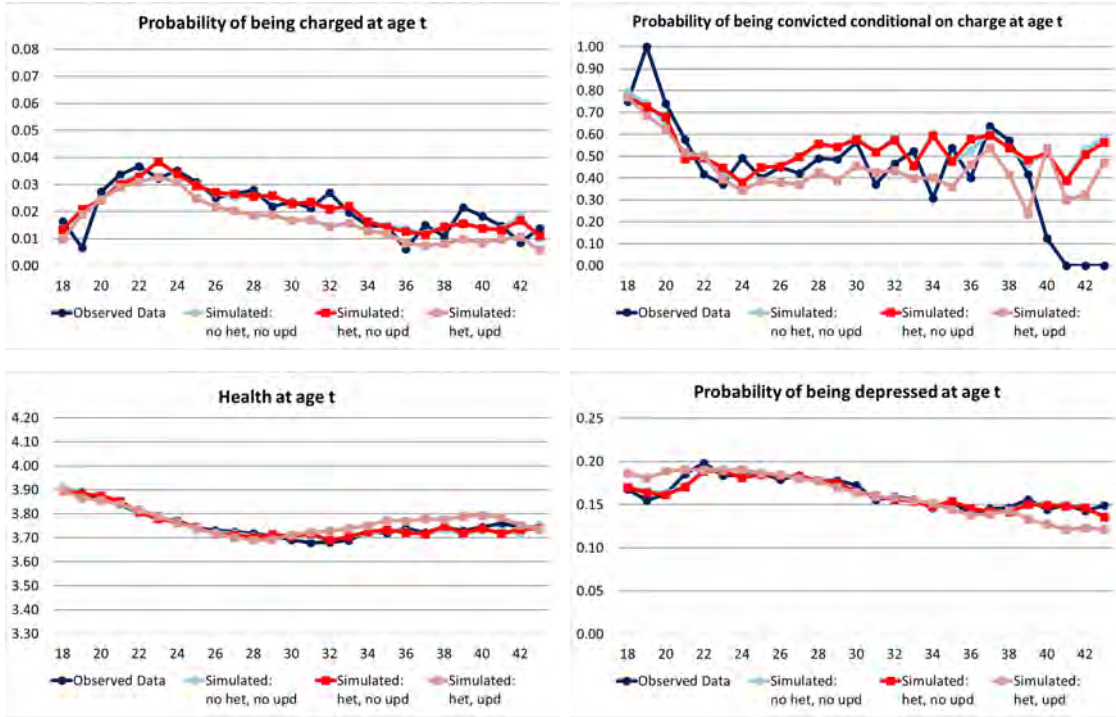 Probability of being charged at age t
0.08
0.07
0.06
0.05
0.04
0.03
0.02
0.01
0.00
18 20 22 24 26 28 30 32 34 36 38 40 42
Observed Data Simulated: Simulated: Simulated:
no het, no upd het, no upd het, upd
Probability of being convicted conditional on charge at age t
1.00
0.90
0.80
0.70
0.60
0.50
0.40
0.30
0.20
0.10
0.00
18 20 22 24 26 28 30 32 34 36 38 40 42
Observed Data Simulated: Simulated: Simulated:
no het, no upd het, no upd het, upd
Health at age t
4.20
4.10
4.00
3.90
3.80
3.70
3.60
3.50
3.40
3.30
18 20 22 24 26 28 30 32 34 36 38 40 42
Observed Data Simulated: Simulated: Simulated:
no het, no upd het, no upd het, upd
Probability of being depressed at age t
0.25
0.20
0.15
0.10
0.00
18 20 22 24 26 28 30 32 34 36 38 40 42
Observed Data Simulated: Simulated: Simulated:
no het, no upd het, no upd het, upd